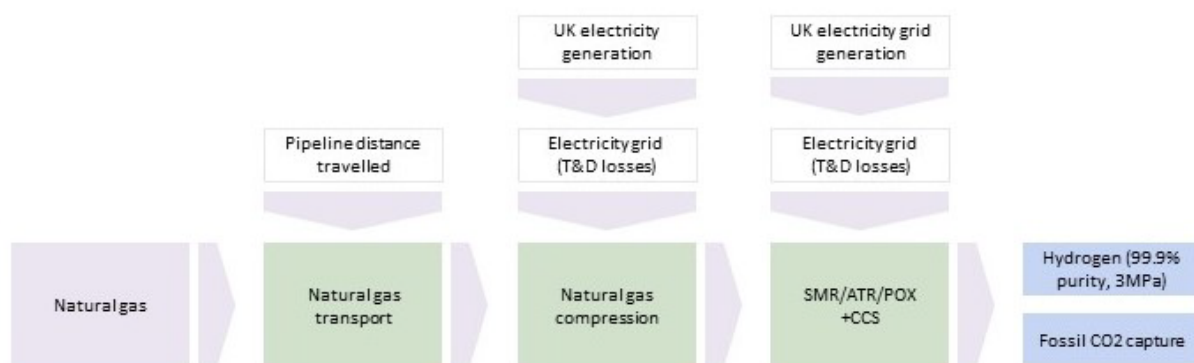 UK electricity
generation
UK electricity grid
generation
Pipeline distance
travelled
Electricity grid
(T&D losses)
Electricity grid
(T&D losses)
Natural gas
Natural gas
transport
Natural gas
compression
SMR/ATR/POX
+CCS
Hydrogen (99.9%
purity, 3MPa)
Fossil CO2 capture